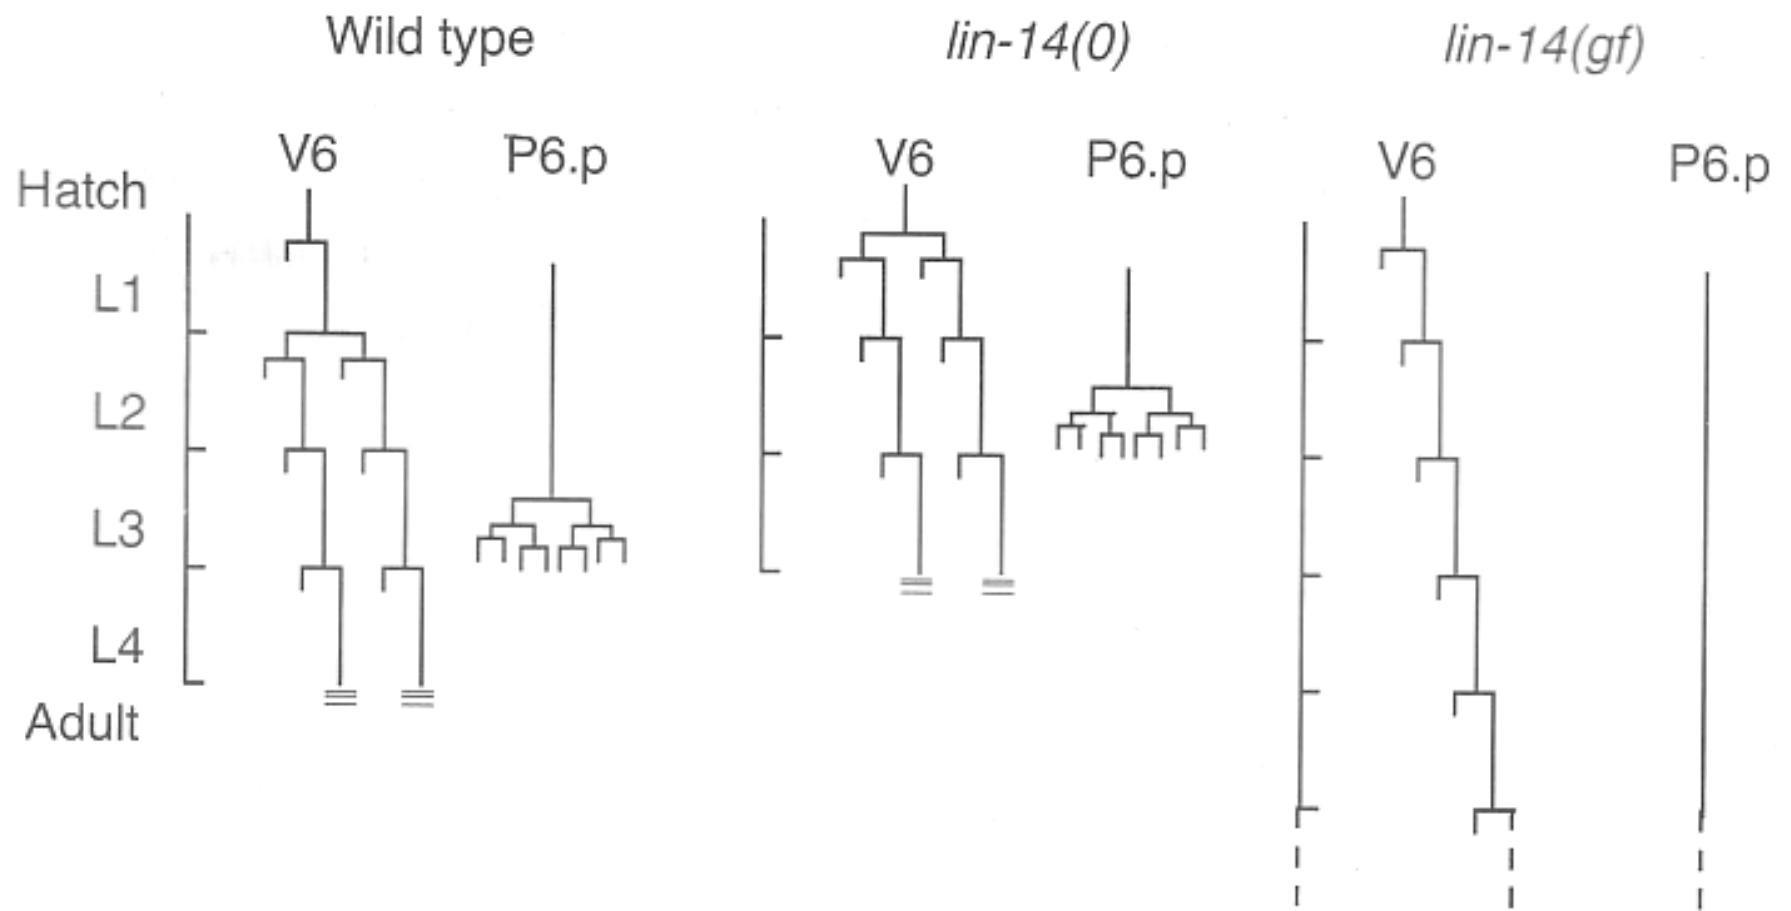 Wild type lin-14(0) lin-14(gf)
V6 P6.p V6 P6.p V6 P6.p
Hatch
L1
L2
L3
L4
Adult